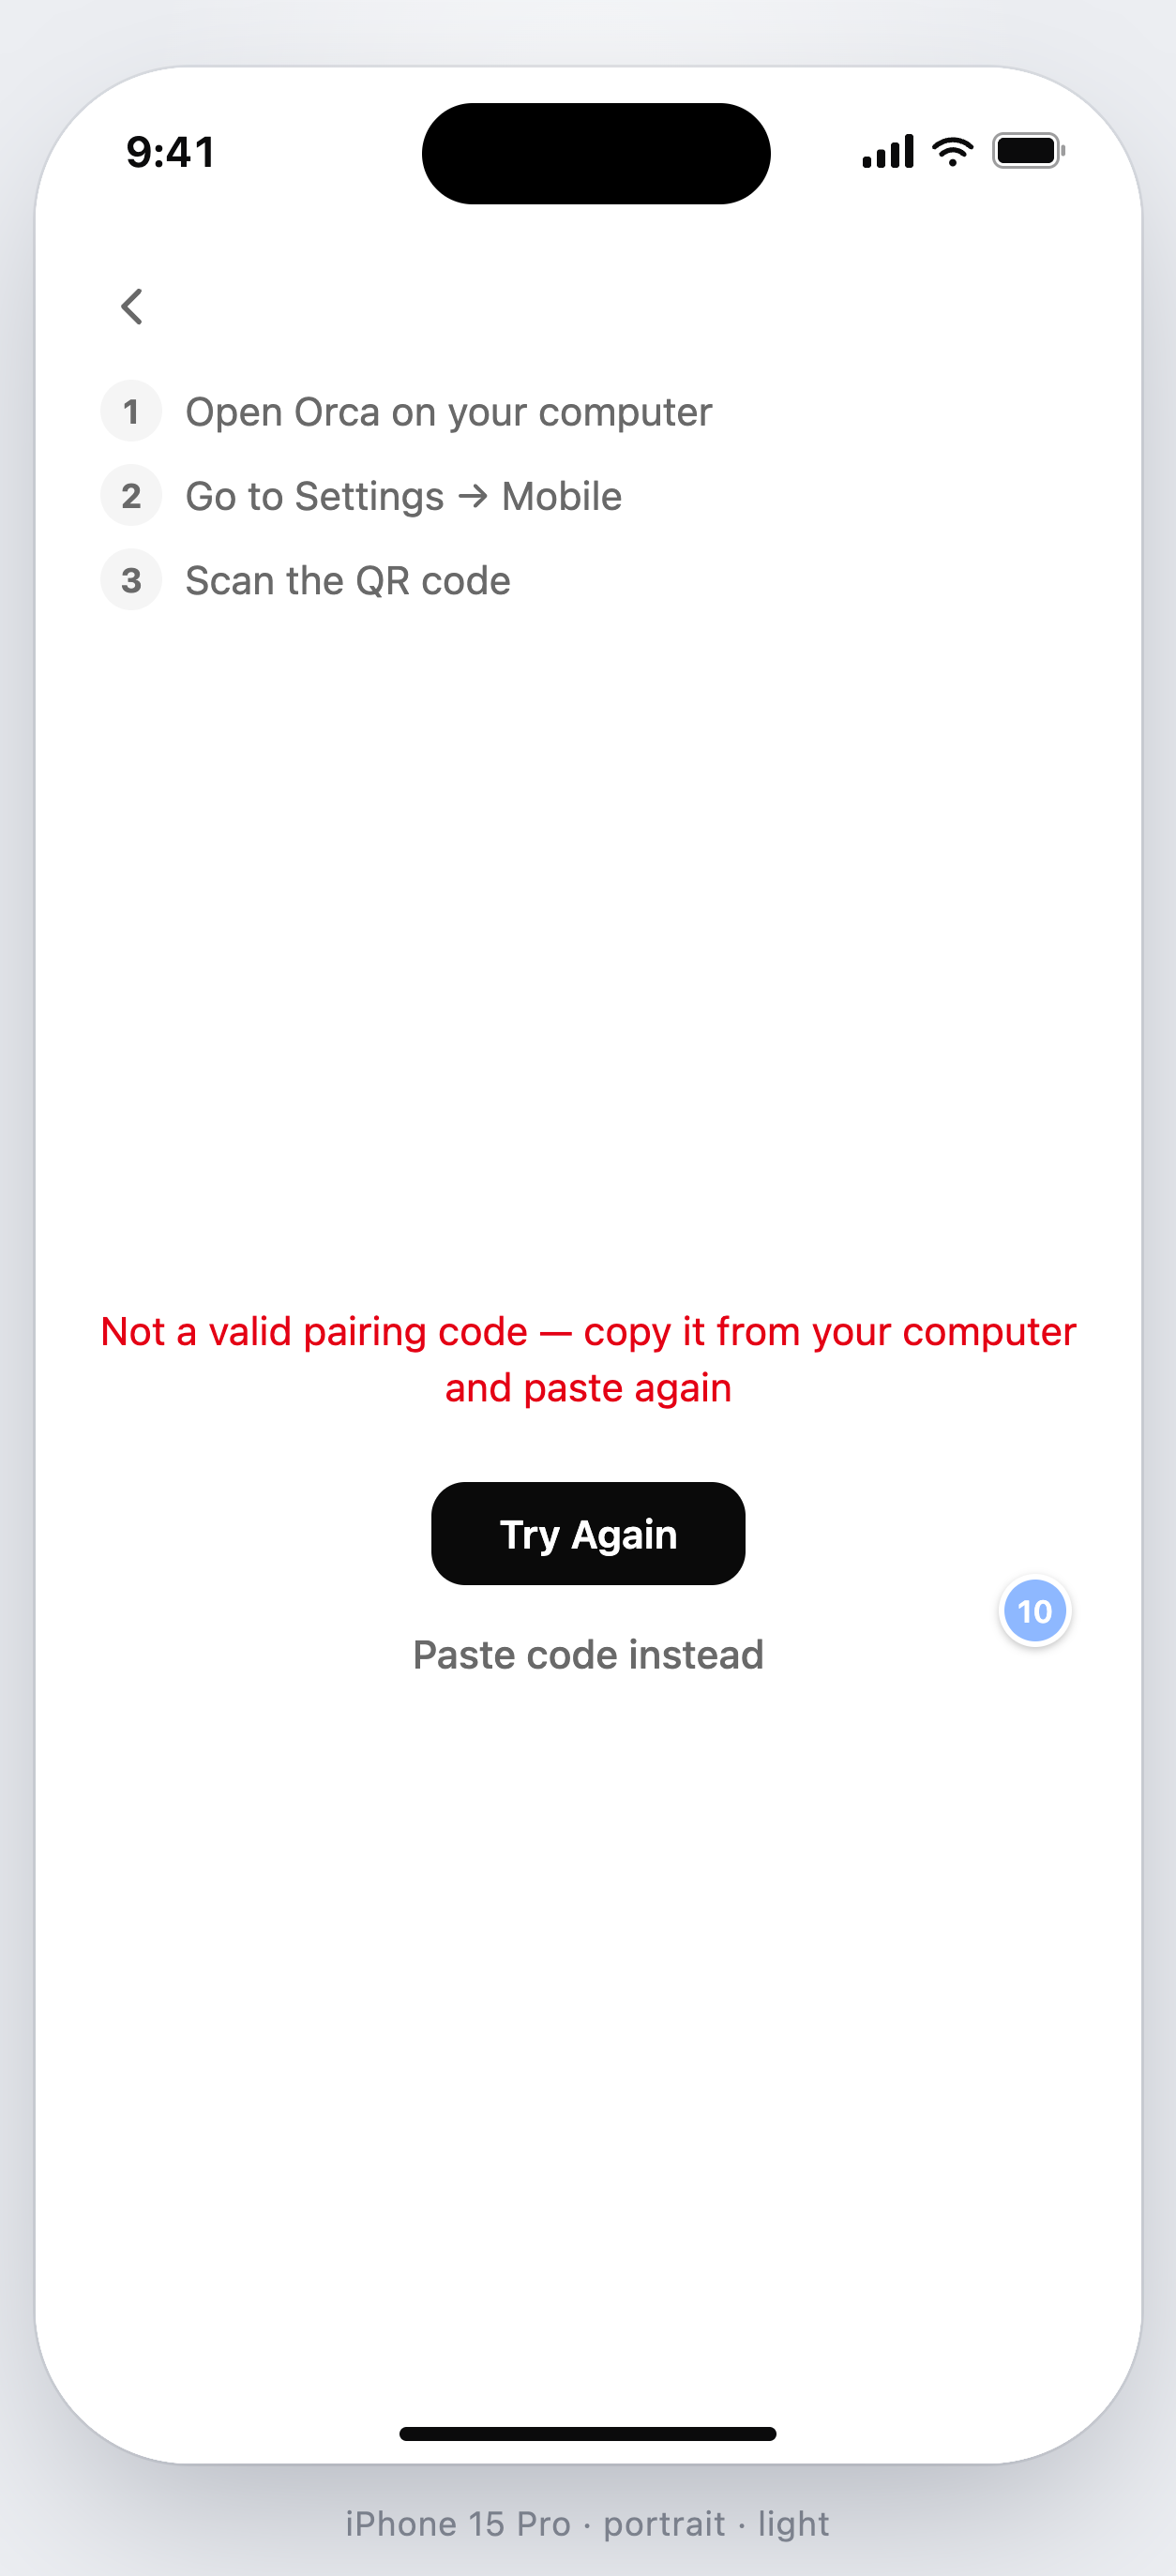 9:41
1 Open Orca on your computer
2 Go to Settings → Mobile
3 Scan the QR code
Not a valid pairing code — copy it from your computer
and paste again
Try Again
10
Paste code instead
iPhone 15 Pro · portrait · light